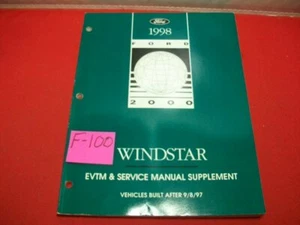 Ford
1998
FORD
2000
F-100
WINDSTAR
EVTM & SERVICE MANUAL SUPPLEMENT
VEHICLES BUILT AFTER 9/8/97